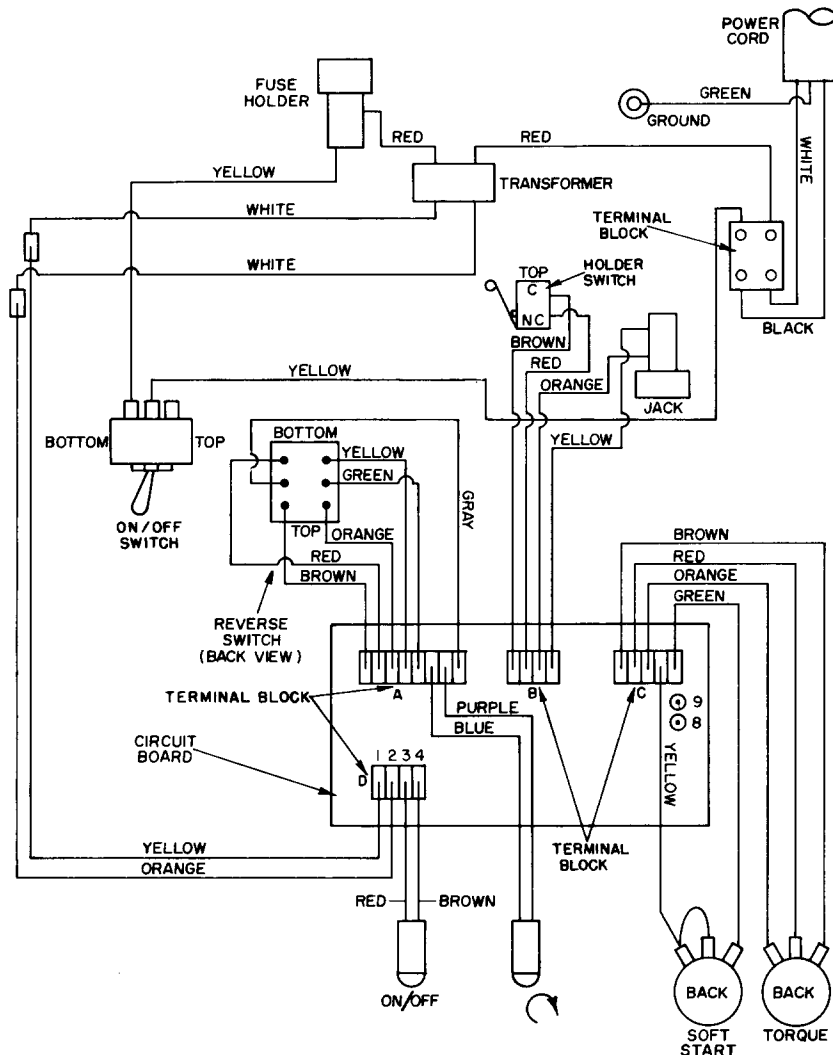 POWER
CORD
FUSE
HOLDER
GREEN
GROUND
RED
RED
WHITE
YELLOW
TRANSFORMER
WHITE
TERMINAL
BLOCK
WHITE
TOP
HOLDER
SWITCH
C
NC
BLACK
BROWN
RED
YELLOW
ORANGE
JACK
BOTTOM
TOP
BOTTOM
YELLOW
YELLOW
GREEN
GRAY
ON/OFF
SWITCH
TOP
ORANGE
BROWN
RED
RED
BROWN
ORANGE
GREEN
REVERSE
SWITCH
(BACK VIEW)
TERMINAL
BLOCK
A
B
C
9
8
PURPLE
BLUE
CIRCUIT
BOARD
1 2 3 4
D
YELLOW
YELLOW
ORANGE
TERMINAL
BLOCK
RED
BROWN
ON/OFF
BACK
BACK
SOFT
START
TORQUE